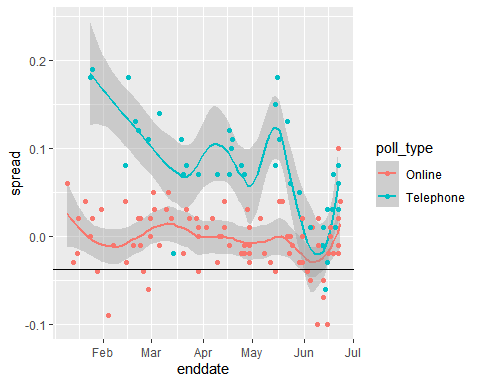 0.2
0.1
0.0
-0.1
spread
Feb Mar Apr May Jun Jul
enddate
poll_type
Online
Telephone